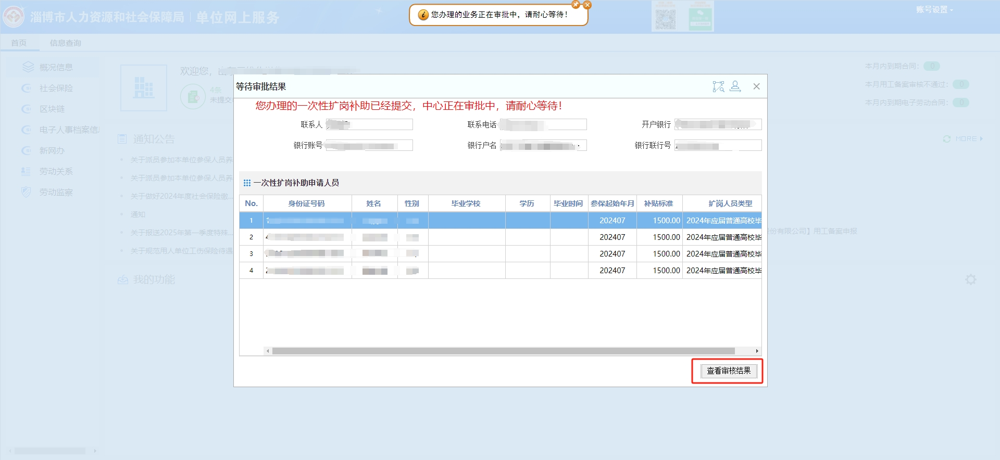 淄博市人力资源和社会保障局 | 单位网上服务
您办理的业务正在审批中，请耐心等待！
账号设置
首页 信息查询
概况信息
社会保险
区块链
电子人事档案信息
新网办
劳动关系
劳动监察
欢迎您，
4条
未提交
本月内到期合同： 0
本月用工备案审核不通过： 0
本月内到期电子劳动合同： 0
通知公告
MORE
关于派员参加本单位参保人员养
关于派员参加本单位参保人员养
关于做好2024年度社会保险缴...
通知
关于报送2025年第一季度特殊...
关于规范用人单位工伤保险待遇
份有限公司】用工备案申报
我的功能
等待审批结果
您办理的一次性扩岗补助已经提交，中心正在审批中，请耐心等待！
联系人 联系电话 开户银行
银行账号 银行户名 银行联行号
一次性扩岗补助申请人员
No. 身份证号码 姓名 性别 毕业学校 学历 毕业时间 参保起始年月 补贴标准 扩岗人员类型
1 202407 1500.00 2024年应届普通高校毕
2 202407 1500.00 2024年应届普通高校毕
3 202407 1500.00 2024年应届普通高校毕
4 202407 1500.00 2024年应届普通高校毕
查看审核结果